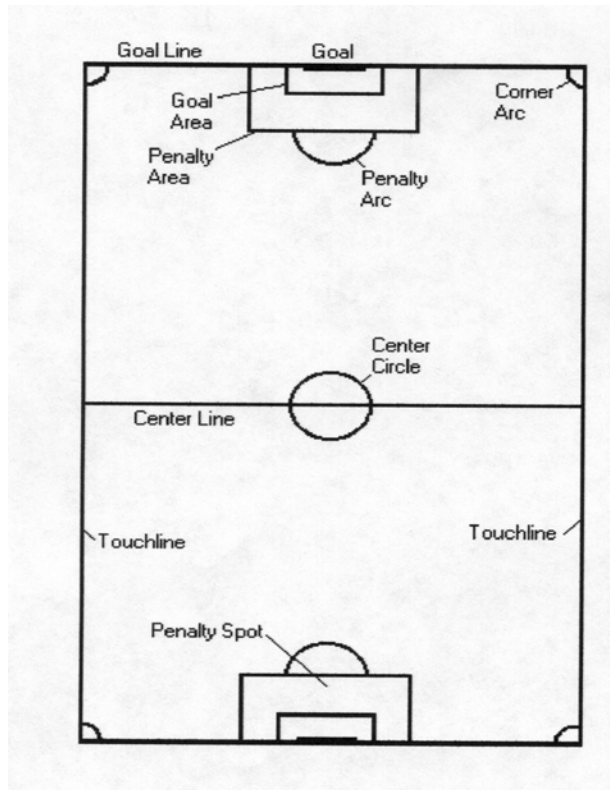 Goal Line
Goal
Goal
Area
Corner
Arc
Penalty
Area
Penalty
Arc
Center
Circle
Center Line
Touchline
Touchline
Penalty Spot